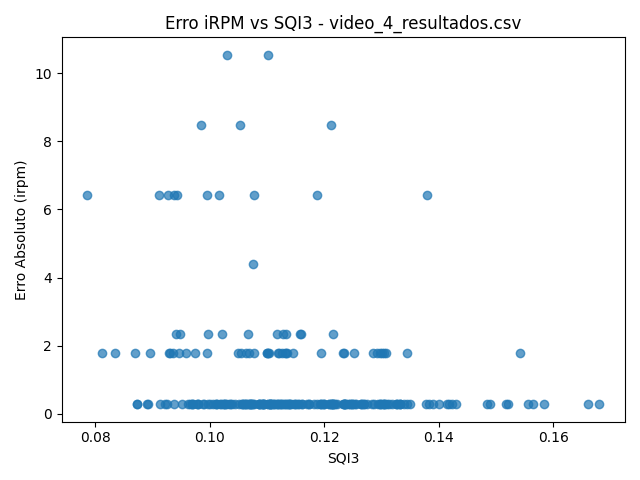 Erro iRPM vs SQI3 - video_4_resultados.csv
Erro Absoluto (irpm)
10
8
6
4
2
0
0.08 0.10 0.12 0.14 0.16
SQI3